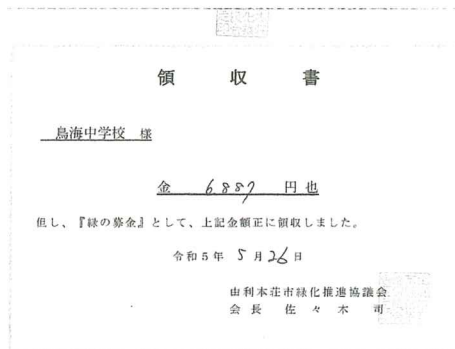 領収書
鳥海中学校 様
金 6,887 円也
但し、『緑の募金』として、上記金額正に領収しました。
令和5年 5月26日
由利本荘市緑化推進協議会
会長 佐々木 司